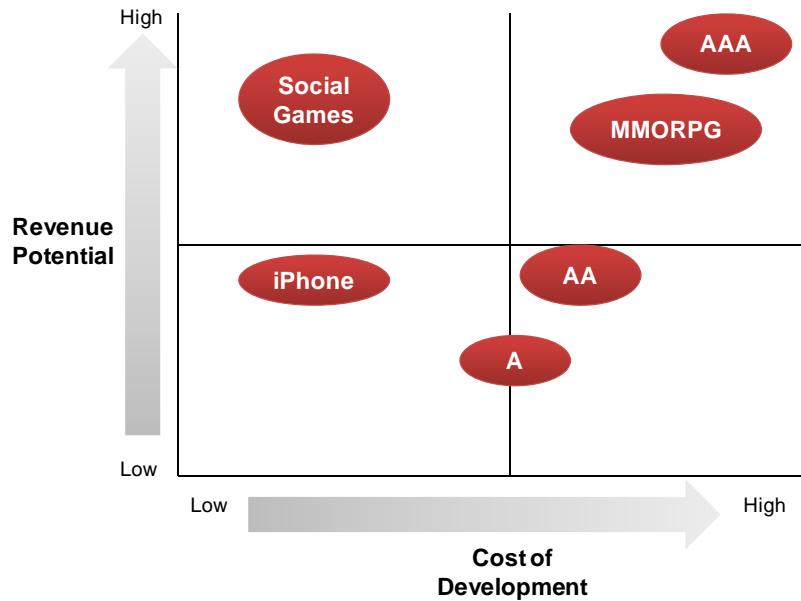 High
AAA
Social
Games
MMORPG
Revenue
Potential
iPhone
AA
A
Low
Low
High
Cost of
Development